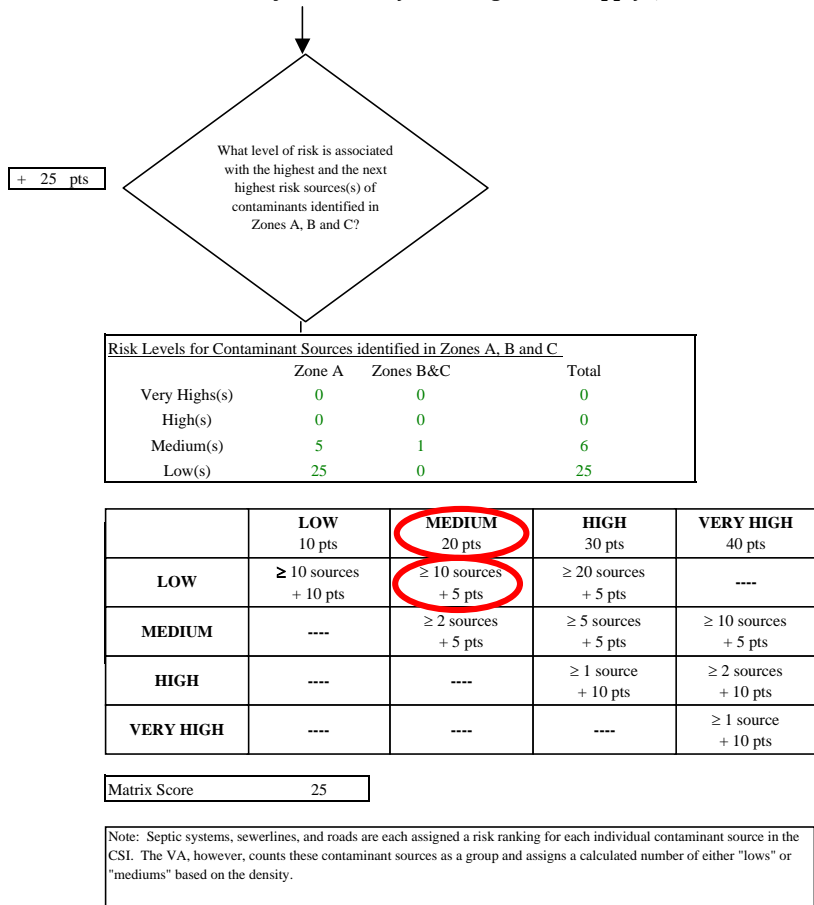 What level of risk is associated
with the highest and the next
highest risk sources(s) of
contaminants identified in
Zones A, B and C?
+ 25 pts
Risk Levels for Contaminant Sources identified in Zones A, B and C
Zone A Zones B&C Total
Very Highs(s) 0 0 0
High(s) 0 0 0
Medium(s) 5 1 6
Low(s) 25 0 25
LOW MEDIUM HIGH VERY HIGH
10 pts 20 pts 30 pts 40 pts
LOW ≥ 10 sources ≥ 10 sources ≥ 20 sources ----
+ 10 pts + 5 pts + 5 pts
MEDIUM ---- ≥ 2 sources ≥ 5 sources ≥ 10 sources
+ 5 pts + 5 pts + 5 pts
HIGH ---- ---- ≥ 1 source ≥ 2 sources
+ 10 pts + 10 pts
VERY HIGH ---- ---- ---- ≥ 1 source
+ 10 pts
Matrix Score 25
Note: Septic systems, sewerlines, and roads are each assigned a risk ranking for each individual contaminant source in the
CSI. The VA, however, counts these contaminant sources as a group and assigns a calculated number of either "lows" or
"mediums" based on the density.